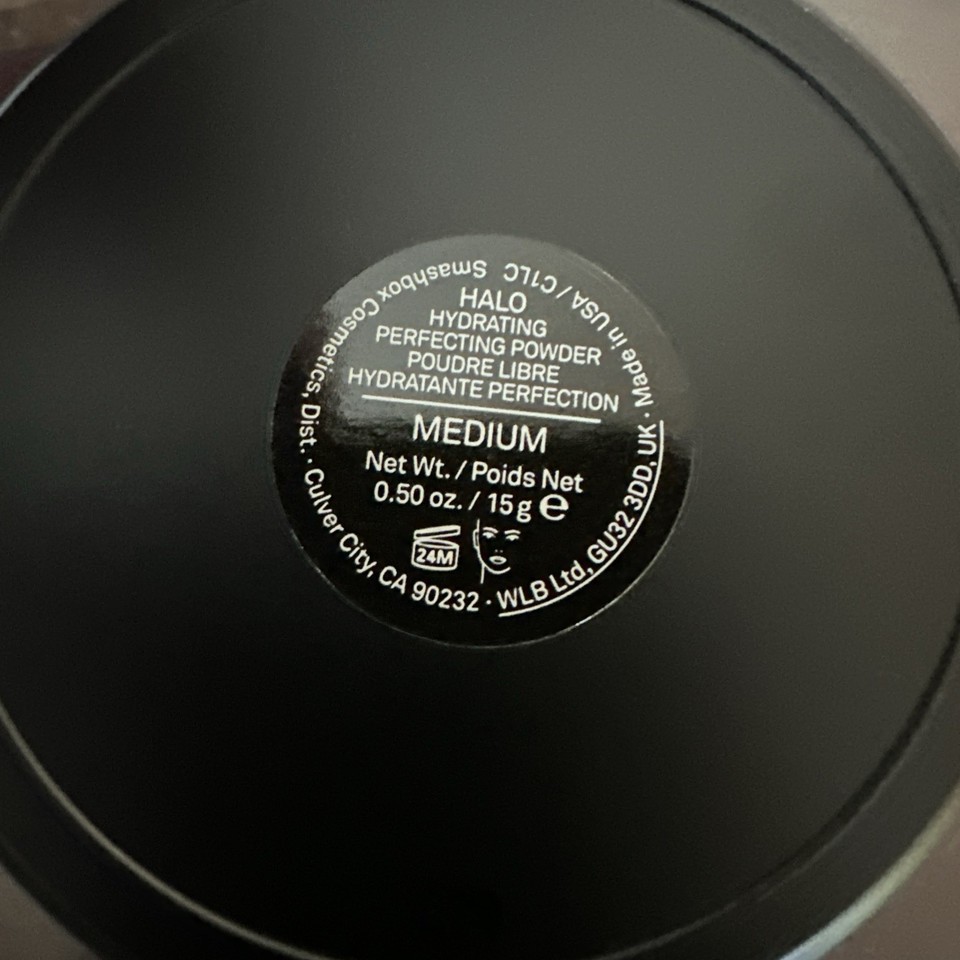 HALO
HYDRATING
PERFECTING POWDER
POUDRE LIBRE
HYDRATANTE PERFECTION
MEDIUM
Net Wt. / Poids Net
0.50 oz. / 15 g e
24M
Smashbox Cosmetics, Dist. · Culver City, CA 90232 · WLB Ltd, GU32 3DD, UK · Made in USA / C1LC